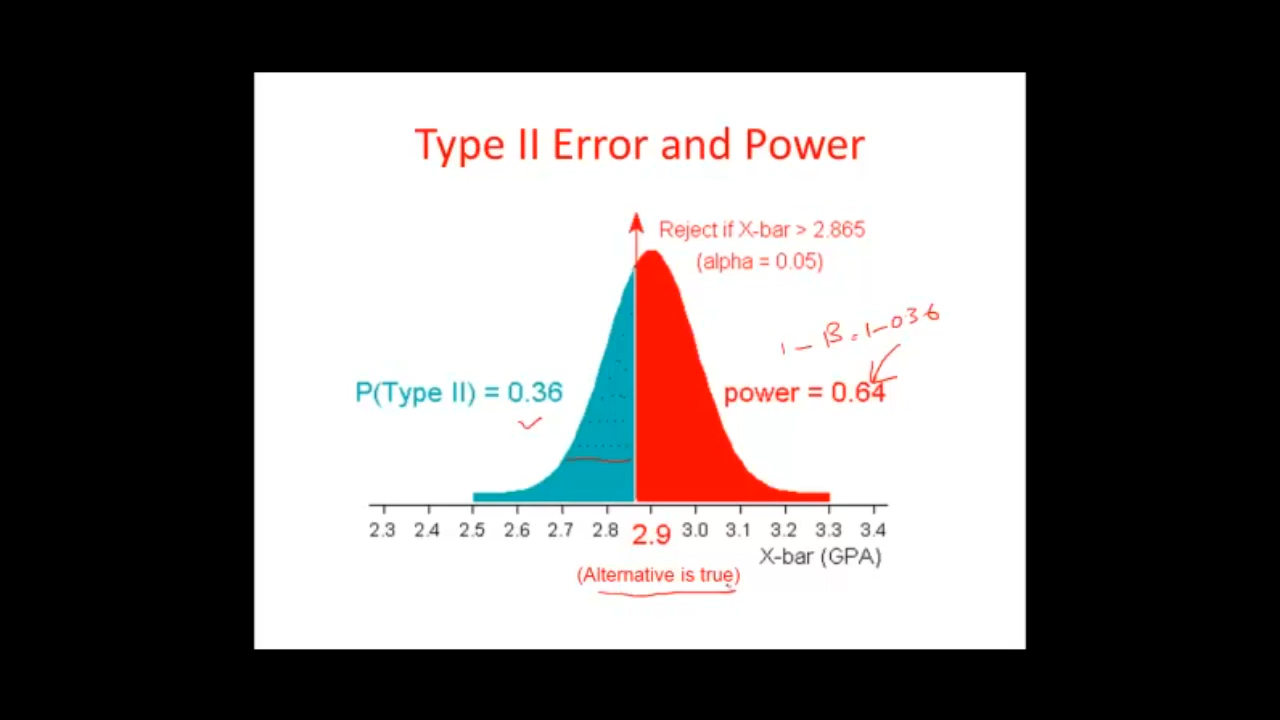 Type II Error and Power
Reject if X-bar > 2.865
(alpha = 0.05)
1 - β = 1 - 0.36
P(Type II) = 0.36
power = 0.64
2.3 2.4 2.5 2.6 2.7 2.8 2.9 3.0 3.1 3.2 3.3 3.4
X-bar (GPA)
(Alternative is true)